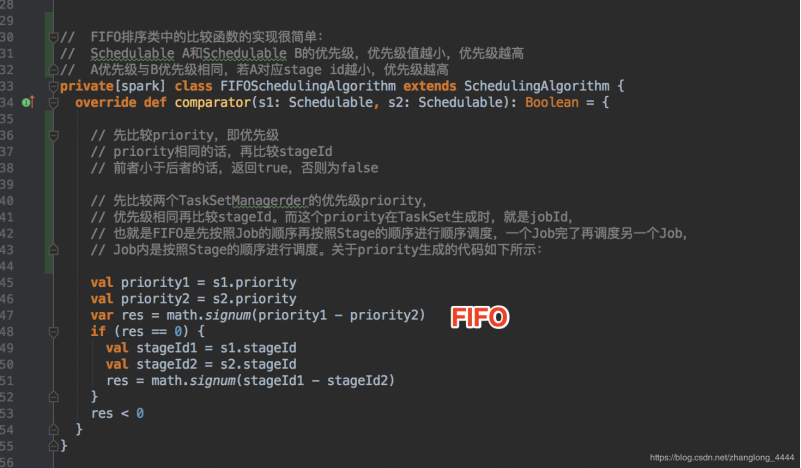 28
29
30 // FIFO排序类中的比较函数的实现很简单:
31 // Schedulable A和Schedulable B的优先级，优先级值越小，优先级越高
32 // A优先级与B优先级相同，若A对应stage id越小，优先级越高
33 private[spark] class FIFOSchedulingAlgorithm extends SchedulingAlgorithm {
34 override def comparator(s1: Schedulable, s2: Schedulable): Boolean = {
35
36 // 先比较priority，即优先级
37 // priority相同的话，再比较stageId
38 // 前者小于后者的话，返回true，否则为false
39
40 // 先比较两个TaskSetManagerder的优先级priority，
41 // 优先级相同再比较stageId。而这个priority在TaskSet生成时，就是jobId，
42 // 也就是FIFO是先按照Job的顺序再按照Stage的顺序进行顺序调度，一个Job完了再调度另一个Job，
43 // Job内是按照Stage的顺序进行调度。关于priority生成的代码如下所示：
44
45 val priority1 = s1.priority
46 val priority2 = s2.priority
47 var res = math.signum(priority1 - priority2) FIFO
48 if (res == 0) {
49 val stageId1 = s1.stageId
50 val stageId2 = s2.stageId
51 res = math.signum(stageId1 - stageId2)
52 }
53 res < 0
54 }
55 }
56 https://blog.csdn.net/zhanglong_4444